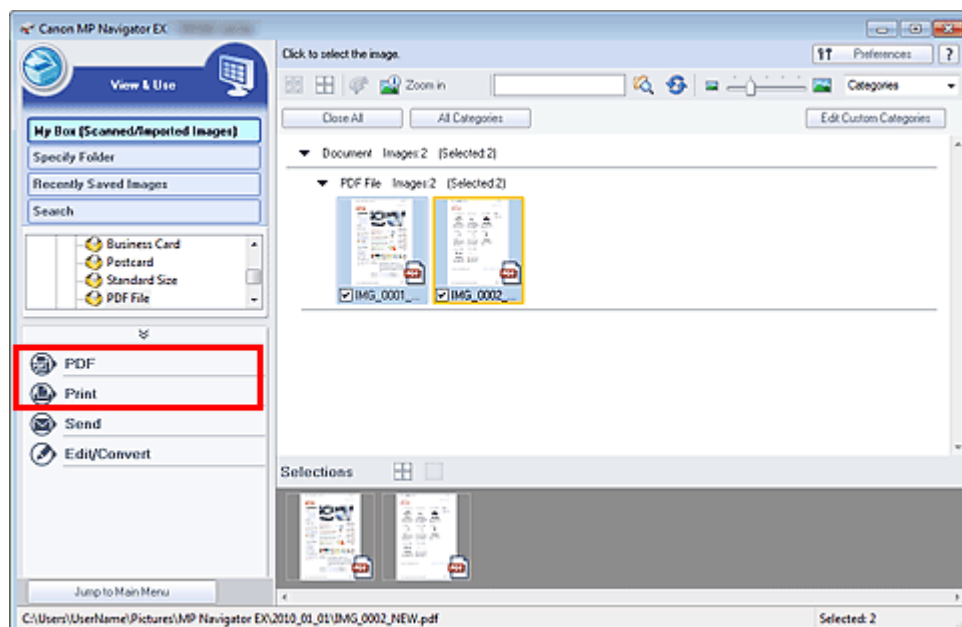 Canon MP Navigator EX
View & Use
Click to select the image.
Preferences
?
Zoom in
Categories
Close All
All Categories
Edit Custom Categories
My Box (Scanned/Imported Images)
Specify Folder
Recently Saved Images
Search
Business Card
Postcard
Standard Size
PDF File
Document Images:2 (Selected:2)
PDF File Images:2 (Selected:2)
IMG_0001_...
IMG_0002_...
PDF
Print
Send
Edit/Convert
Selections
Jump to Main Menu
C:\Users\UserName\Pictures\MP Navigator EX\2010_01_01\IMG_0002_NEW.pdf
Selected: 2